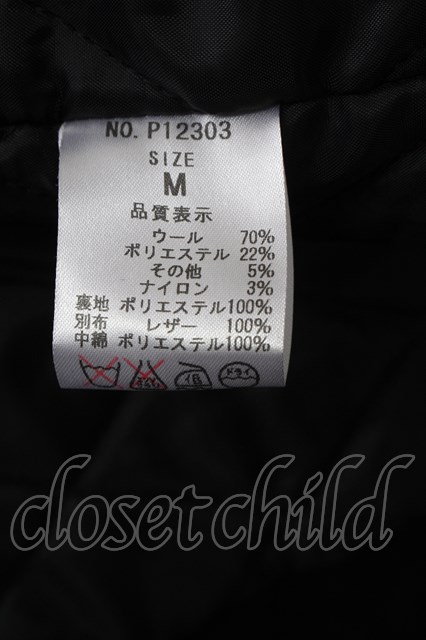 NO. P12303
SIZE
M
品質表示
ウール 70%
ポリエステル 22%
その他 5%
ナイロン 3%
裏地 ポリエステル100%
別布 レザー 100%
中綿 ポリエステル100%
ドライ
closet child